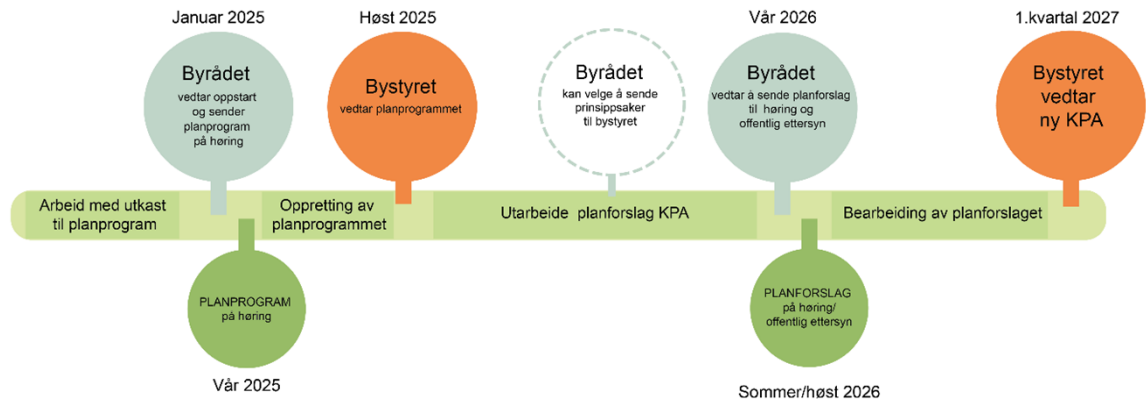 Januar 2025
Høst 2025
Vår 2026
1.kvartal 2027
Byrådet
vedtar oppstart
og sender
planprogram
på høring
Bystyret
vedtar planprogrammet
Byrådet
kan velge å sende
prinsippsaker
til bystyret
Byrådet
vedtar å sende planforslag
til høring og
offentlig ettersyn
Bystyret
vedtar
ny KPA
Arbeid med utkast
til planprogram
Oppretting av
planprogrammet
Utarbeide planforslag KPA
Bearbeiding av planforslaget
PLANPROGRAM
på høring
PLANFORSLAG
på høring/
offentlig ettersyn
Vår 2025
Sommer/høst 2026